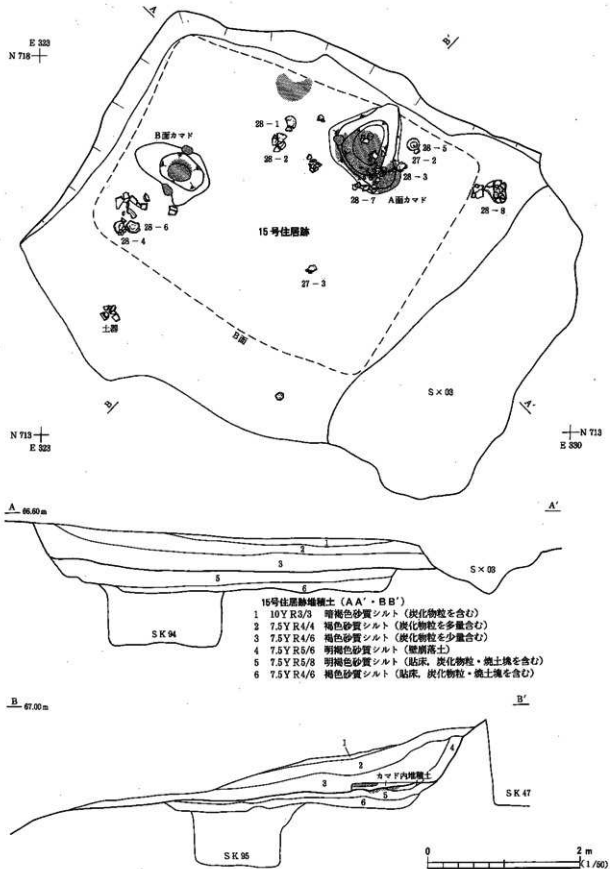 A
B′
E 323
N 718
B面カマド
28-1
28-2
28-5
27-2
28-3
28-7
A面カマド
28-8
28-6
28-4
15号住居跡
27-3
土器
B面
S×03
B
A′
N 713
E 323
N 713
E 330
A 66.60m
A′
1
2
3
5
6
S×03
SK94
15号住居跡堆積土（AA′・BB′）
1 10YR3/3 暗褐色砂質シルト（炭化物粒を含む）
2 7.5YR4/4 褐色砂質シルト（炭化物粒を多量含む）
3 7.5YR4/6 褐色砂質シルト（炭化物粒を少量含む）
4 7.5YR5/6 明褐色砂質シルト（壁崩落土）
5 7.5YR5/8 明褐色砂質シルト（貼床，炭化物粒・焼土塊を含む）
6 7.5YR4/6 褐色砂質シルト（貼床，炭化物粒・焼土塊を含む）
B 67.00m
B′
1
2
4
カマド内堆積土
3
5
6
SK47
SK95
0 2m
(1/50)